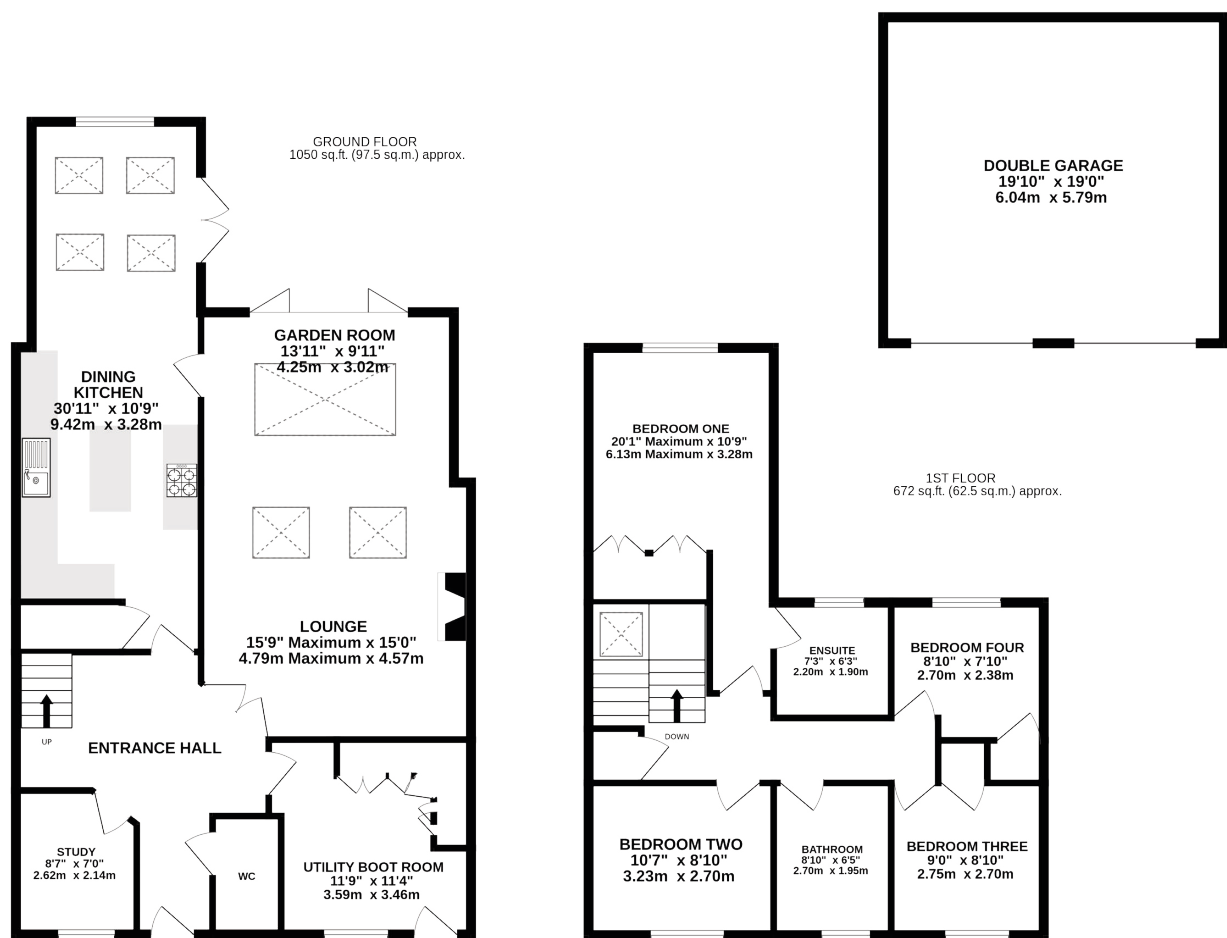 GROUND FLOOR
1050 sq.ft. (97.5 sq.m.) approx.
DINING
KITCHEN
30'11" x 10'9"
9.42m x 3.28m
GARDEN ROOM
13'11" x 9'11"
4.25m x 3.02m
LOUNGE
15'9" Maximum x 15'0"
4.79m Maximum x 4.57m
UP
ENTRANCE HALL
STUDY
8'7" x 7'0"
2.62m x 2.14m
WC
UTILITY BOOT ROOM
11'9" x 11'4"
3.59m x 3.46m
DOUBLE GARAGE
19'10" x 19'0"
6.04m x 5.79m
1ST FLOOR
672 sq.ft. (62.5 sq.m.) approx.
BEDROOM ONE
20'1" Maximum x 10'9"
6.13m Maximum x 3.28m
ENSUITE
7'3" x 6'3"
2.20m x 1.90m
BEDROOM FOUR
8'10" x 7'10"
2.70m x 2.38m
DOWN
BEDROOM TWO
10'7" x 8'10"
3.23m x 2.70m
BATHROOM
8'10" x 6'5"
2.70m x 1.95m
BEDROOM THREE
9'0" x 8'10"
2.75m x 2.70m